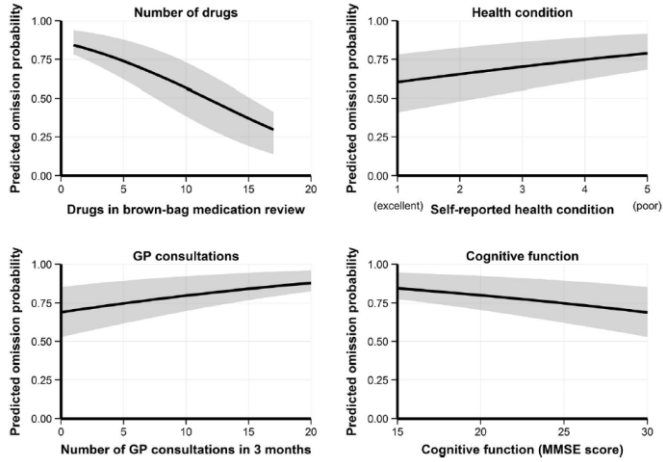 Number of drugs
Predicted omission probability
1.00
0.75
0.50
0.25
0.00
0 5 10 15 20
Drugs in brown-bag medication review
Health condition
Predicted omission probability
1.00
0.75
0.50
0.25
0.00
1 2 3 4 5
(excellent) Self-reported health condition (poor)
GP consultations
Predicted omission probability
1.00
0.75
0.50
0.25
0.00
0 5 10 15 20
Number of GP consultations in 3 months
Cognitive function
Predicted omission probability
1.00
0.75
0.50
0.25
0.00
15 20 25 30
Cognitive function (MMSE score)